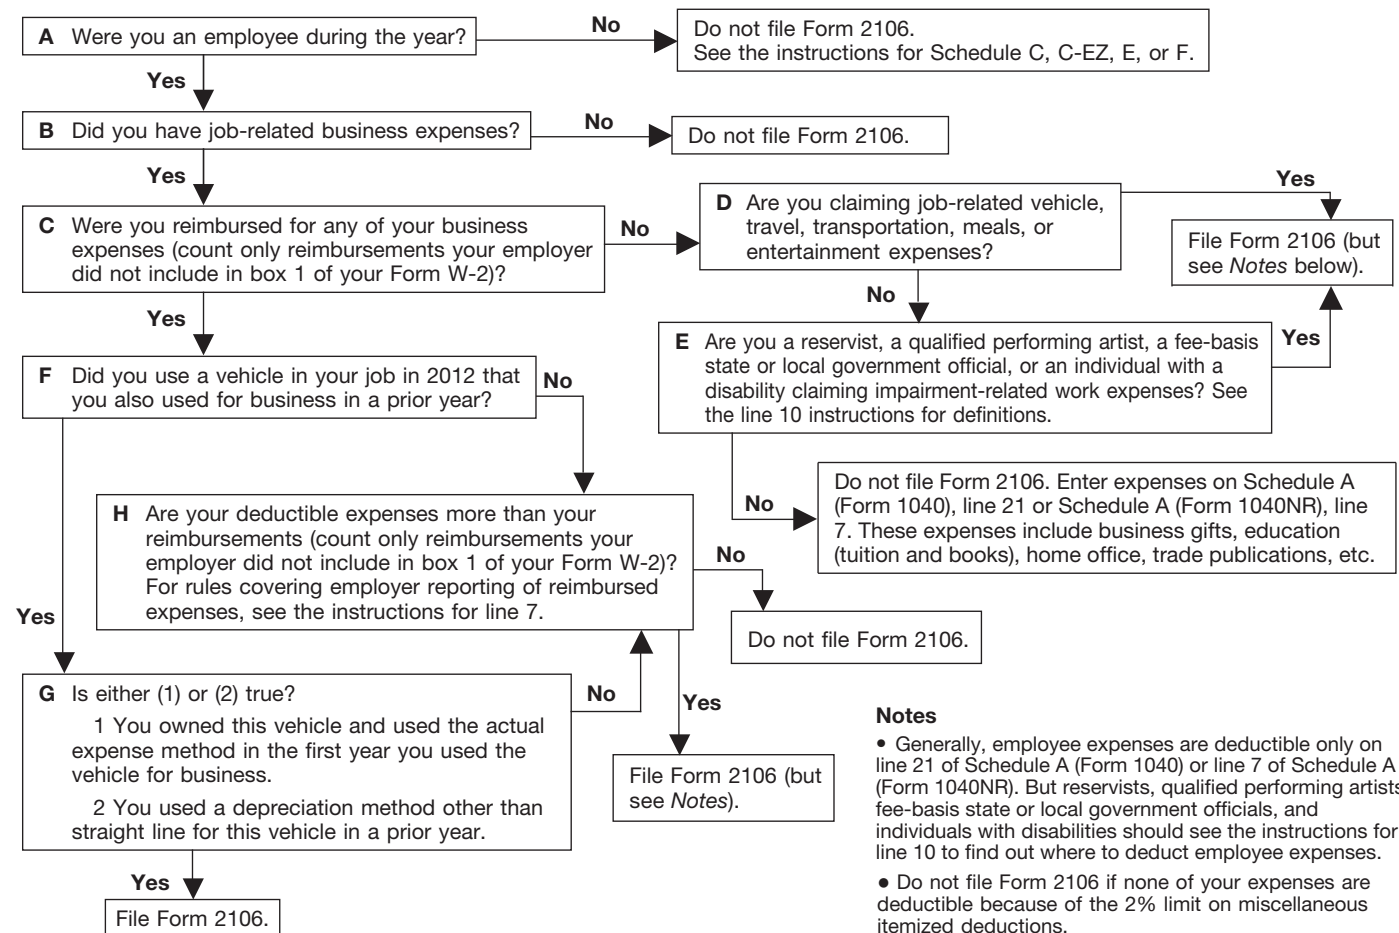 A Were you an employee during the year?
No
Do not file Form 2106.
See the instructions for Schedule C, C-EZ, E, or F.
Yes
B Did you have job-related business expenses?
No
Do not file Form 2106.
Yes
C Were you reimbursed for any of your business
expenses (count only reimbursements your employer
did not include in box 1 of your Form W-2)?
No
D Are you claiming job-related vehicle,
travel, transportation, meals, or
entertainment expenses?
Yes
File Form 2106 (but
see Notes below).
No
Yes
E Are you a reservist, a qualified performing artist, a fee-basis
state or local government official, or an individual with a
disability claiming impairment-related work expenses? See
the line 10 instructions for definitions.
Yes
F Did you use a vehicle in your job in 2012 that
you also used for business in a prior year?
No
No
Do not file Form 2106. Enter expenses on Schedule A
(Form 1040), line 21 or Schedule A (Form 1040NR), line
7. These expenses include business gifts, education
(tuition and books), home office, trade publications, etc.
H Are your deductible expenses more than your
reimbursements (count only reimbursements your
employer did not include in box 1 of your Form W-2)?
For rules covering employer reporting of reimbursed
expenses, see the instructions for line 7.
No
Do not file Form 2106.
Yes
G Is either (1) or (2) true?
1 You owned this vehicle and used the actual
expense method in the first year you used the
vehicle for business.
2 You used a depreciation method other than
straight line for this vehicle in a prior year.
No
Yes
File Form 2106 (but
see Notes).
Yes
File Form 2106.
Notes
• Generally, employee expenses are deductible only on
line 21 of Schedule A (Form 1040) or line 7 of Schedule A
(Form 1040NR). But reservists, qualified performing artists
fee-basis state or local government officials, and
individuals with disabilities should see the instructions for
line 10 to find out where to deduct employee expenses.
• Do not file Form 2106 if none of your expenses are
deductible because of the 2% limit on miscellaneous
itemized deductions.